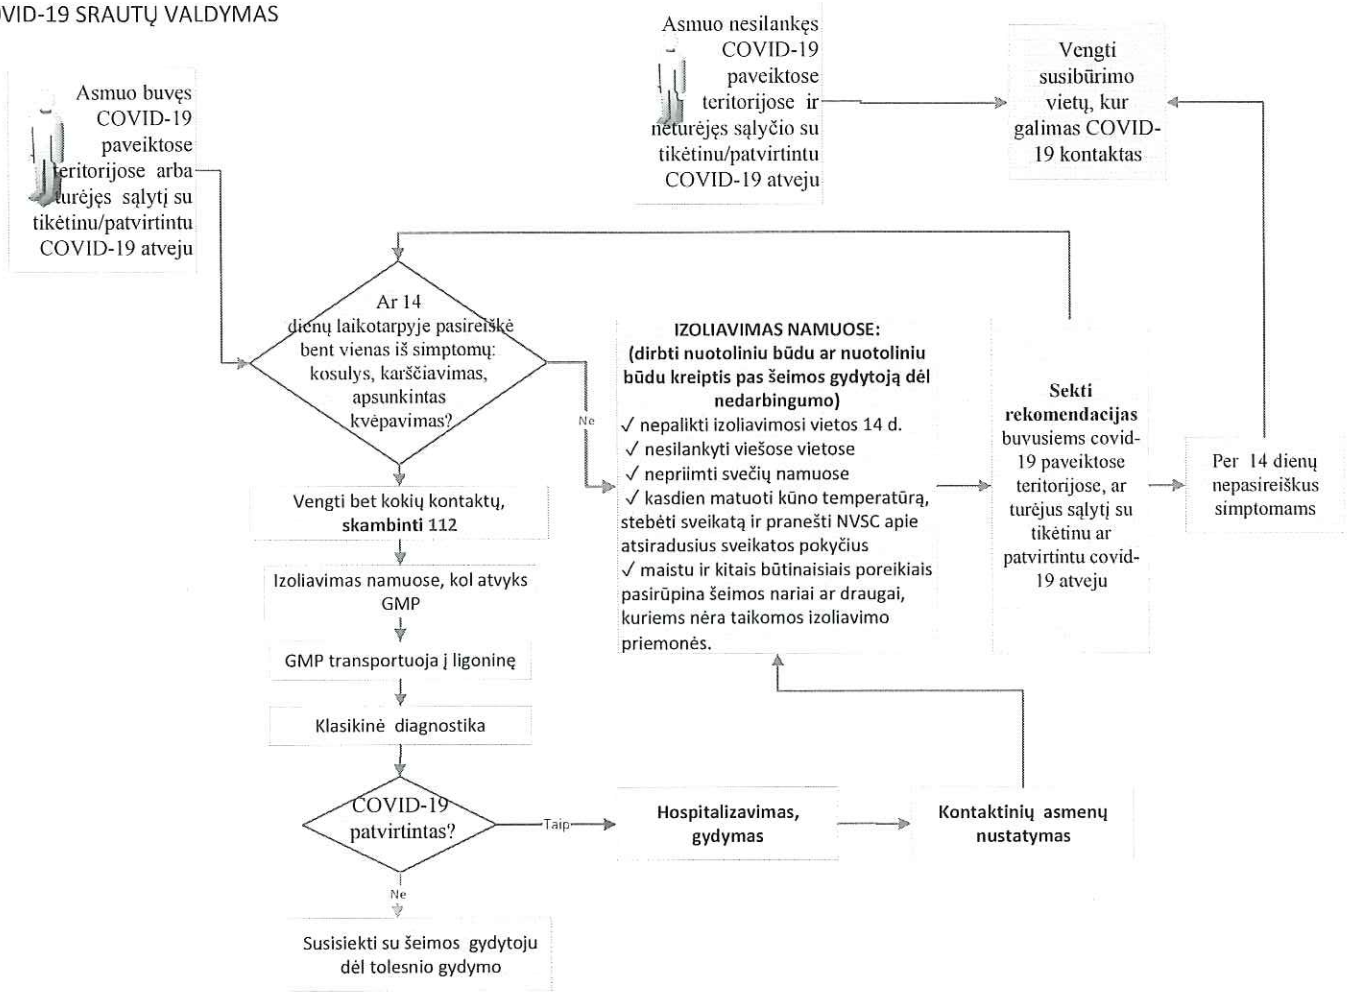 OVID-19 SRAUTŲ VALDYMAS
Asmuo buvęs
COVID-19
paveiktose
teritorijose arba
turėjęs sąlytį su
tikėtinu/patvirtintu
COVID-19 atveju
Asmuo nesilankęs
COVID-19
paveiktose
teritorijose ir
neturėjęs sąlyčio su
tikėtinu/patvirtintu
COVID-19 atveju
Vengti
susibūrimo
vietų, kur
galimas COVID-
19 kontaktas
Ar 14
dienų laikotarpyje pasireiškė
bent vienas iš simptomų:
kosulys, karščiavimas,
apsunkintas
kvėpavimas?
Ne
IZOLIAVIMAS NAMUOSE:
(dirbti nuotoliniu būdu ar nuotoliniu
būdu kreiptis pas šeimos gydytoją dėl
nedarbingumo)
✓ nepalikti izoliavimosi vietos 14 d.
✓ nesilankyti viešose vietose
✓ nepriimti svečių namuose
✓ kasdien matuoti kūno temperatūrą,
stebėti sveikatą ir pranešti NVSC apie
atsiradusius sveikatos pokyčius
✓ maistu ir kitais būtinaisiais poreikiais
pasirūpina šeimos nariai ar draugai,
kuriems nėra taikomos izoliavimo
priemonės.
Sekti
rekomendacijas
buvusiems covid-
19 paveiktose
teritorijose, ar
turėjus sąlytį su
tikėtinu ar
patvirtintu covid-
19 atveju
Per 14 dienų
nepasireiškus
simptomams
Vengti bet kokių kontaktų,
skambinti 112
Izoliavimas namuose, kol atvyks
GMP
GMP transportuoja į ligoninę
Klasikinė diagnostika
COVID-19
patvirtintas?
Taip
Hospitalizavimas,
gydymas
Kontaktinių asmenų
nustatymas
Ne
Susisiekti su šeimos gydytoju
dėl tolesnio gydymo